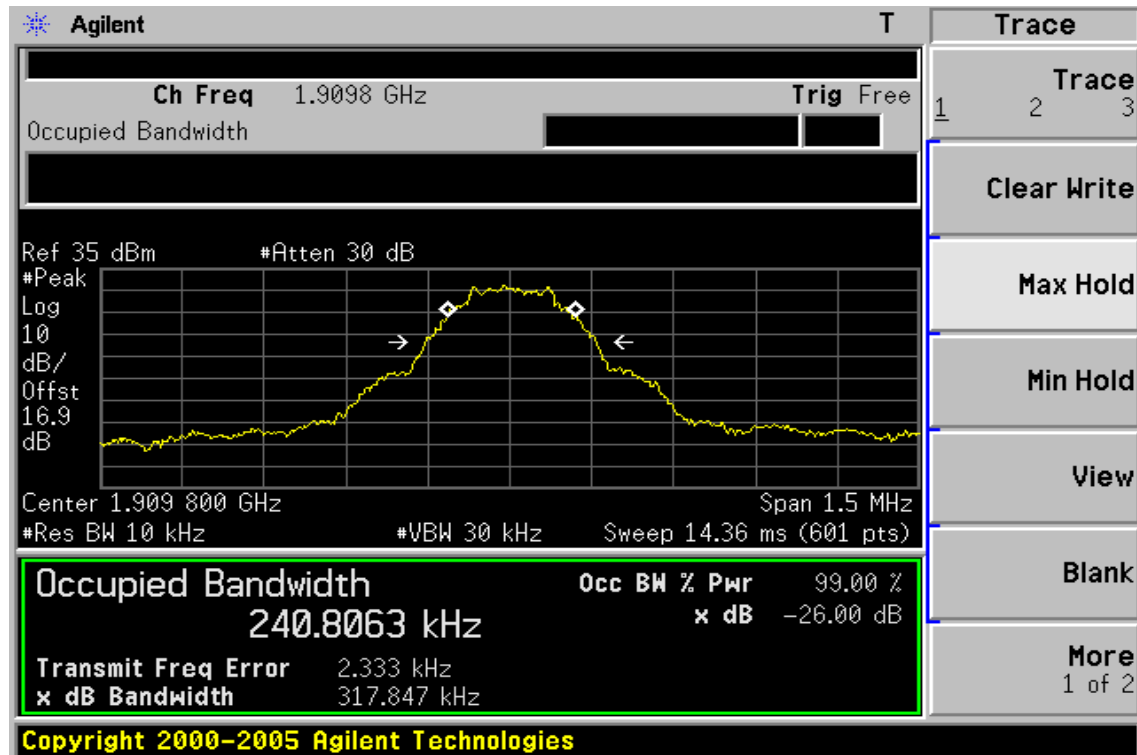 Agilent T
Ch Freq 1.9098 GHz Trig Free
Occupied Bandwidth
Ref 35 dBm #Atten 30 dB
#Peak
Log
10
dB/
Offst
16.9
dB
Center 1.909 800 GHz Span 1.5 MHz
#Res BW 10 kHz #VBW 30 kHz Sweep 14.36 ms (601 pts)
Occupied Bandwidth Occ BW % Pwr 99.00 %
240.8063 kHz x dB -26.00 dB
Transmit Freq Error 2.333 kHz
x dB Bandwidth 317.847 kHz
Copyright 2000-2005 Agilent Technologies
Trace
Trace
1 2 3
Clear Write
Max Hold
Min Hold
View
Blank
More
1 of 2